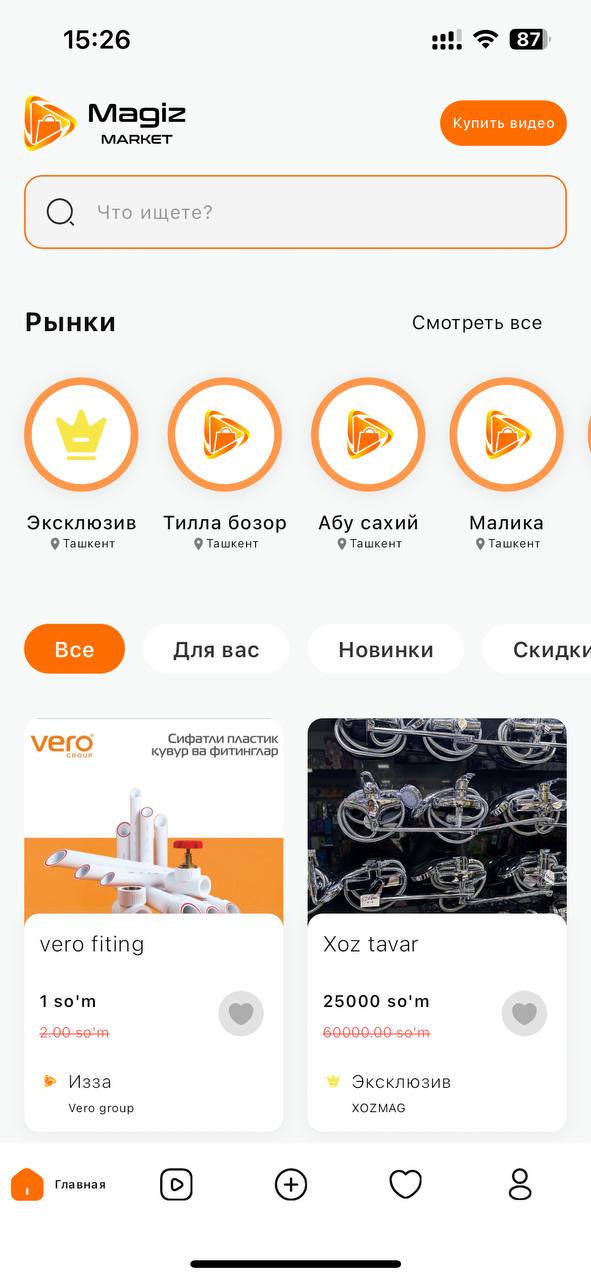 15:26
87
Magiz
MARKET
Купить видео
Что ищете?
Рынки
Смотреть все
Эксклюзив
Ташкент
Тилла бозор
Ташкент
Абу сахий
Ташкент
Малика
Ташкент
Все
Для вас
Новинки
Скидки
vero
GROUP
Сифатли пластик
қувур ва фитинглар
vero fiting
1 so'm
2.00 so'm
Изза
Vero group
Xoz tavar
25000 so'm
60000.00 so'm
Эксклюзив
XOZMAG
Главная